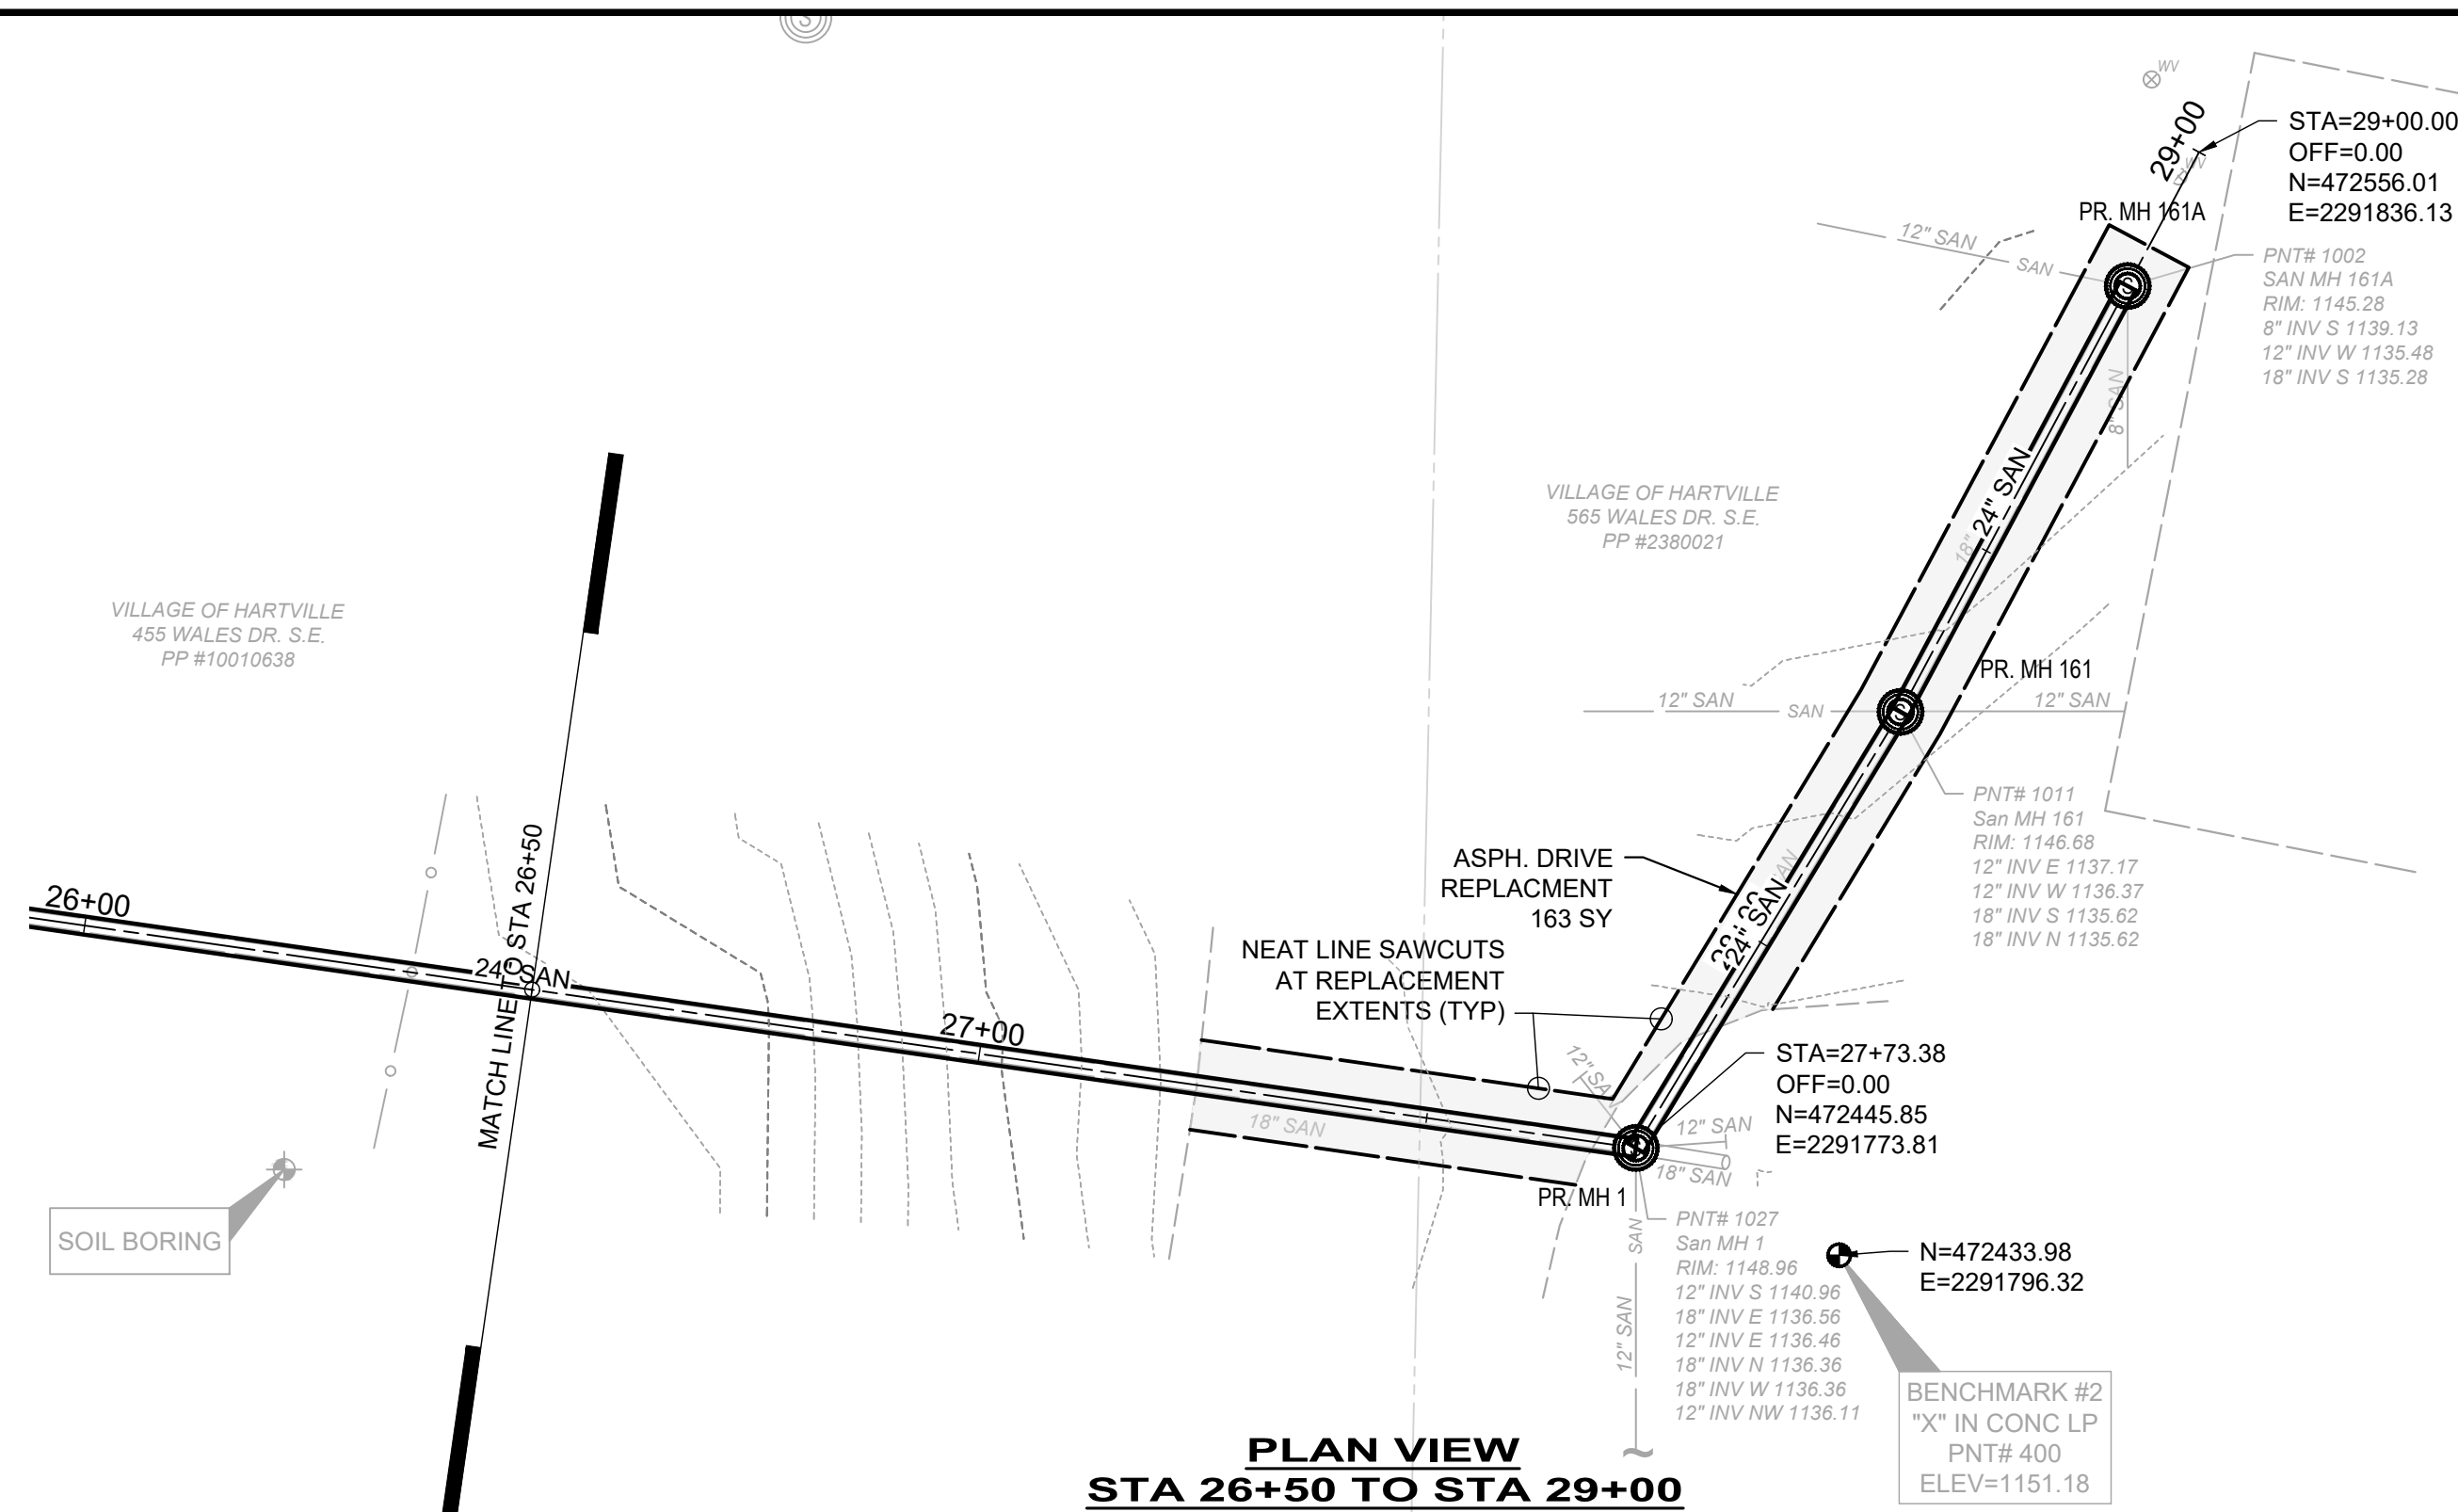 S
WV
29+00
WV
STA=29+00.00
OFF=0.00
N=472556.01
E=2291836.13
PR. MH 161A
12" SAN
SAN
S
PNT# 1002
SAN MH 161A
RIM: 1145.28
8" INV S 1139.13
12" INV W 1135.48
18" INV S 1135.28
8" SAN
18"
24" SAN
VILLAGE OF HARTVILLE
565 WALES DR. S.E.
PP #2380021
VILLAGE OF HARTVILLE
455 WALES DR. S.E.
PP #10010638
PR. MH 161
12" SAN
SAN
S
12" SAN
PNT# 1011
San MH 161
RIM: 1146.68
12" INV E 1137.17
12" INV W 1136.37
18" INV S 1135.62
18" INV N 1135.62
ASPH. DRIVE
REPLACMENT
163 SY
24" SAN
26+00
MATCH LINE TO STA 26+50
24" SAN
NEAT LINE SAWCUTS
AT REPLACEMENT
EXTENTS (TYP)
27+00
STA=27+73.38
OFF=0.00
N=472445.85
E=2291773.81
12" SA
18" SAN
12" SAN
18" SAN
PR. MH 1
SOIL BORING
SAN
12" SAN
PNT# 1027
San MH 1
RIM: 1148.96
12" INV S 1140.96
18" INV E 1136.56
12" INV E 1136.46
18" INV N 1136.36
18" INV W 1136.36
12" INV NW 1136.11
N=472433.98
E=2291796.32
BENCHMARK #2
"X" IN CONC LP
PNT# 400
ELEV=1151.18
PLAN VIEW
STA 26+50 TO STA 29+00